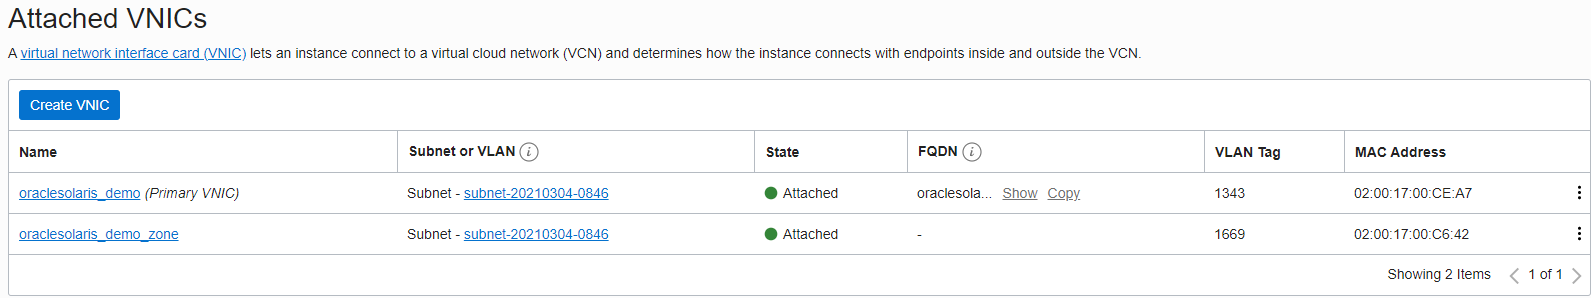 Attached VNICs
A virtual network interface card (VNIC) lets an instance connect to a virtual cloud network (VCN) and determines how the instance connects with endpoints inside and outside the VCN.
Create VNIC
Name Subnet or VLAN i State FQDN i VLAN Tag MAC Address
oraclesolaris_demo (Primary VNIC) Subnet - subnet-20210304-0846 Attached oraclesola... Show Copy 1343 02:00:17:00:CE:A7
oraclesolaris_demo_zone Subnet - subnet-20210304-0846 Attached - 1669 02:00:17:00:C6:42
Showing 2 Items < 1 of 1 >